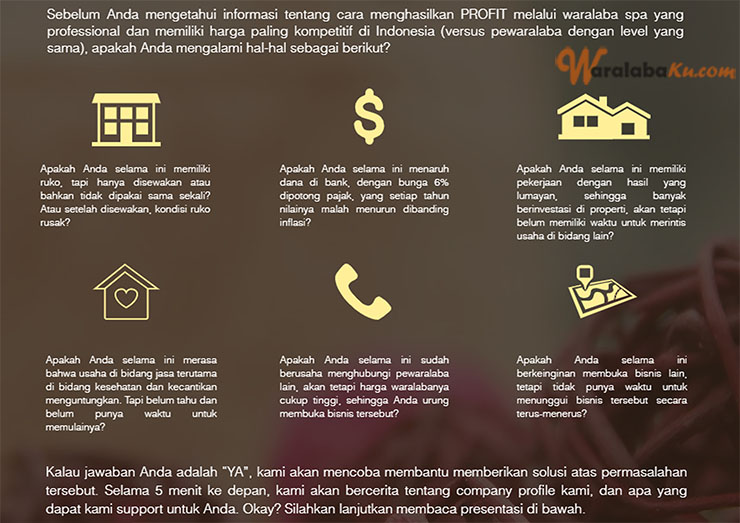 Sebelum Anda mengetahui informasi tentang cara menghasilkan PROFIT melalui waralaba spa yang
professional dan memiliki harga paling kompetitif di Indonesia (versus pewaralaba dengan level yang
sama), apakah Anda mengalami hal-hal sebagai berikut?
WaralabaKu.com
Apakah Anda selama ini memiliki
ruko, tapi hanya disewakan atau
bahkan tidak dipakai sama sekali?
Atau setelah disewakan, kondisi ruko
rusak?
Apakah Anda selama ini menaruh
dana di bank, dengan bunga 6%
dipotong pajak, yang setiap tahun
nilainya malah menurun dibanding
inflasi?
Apakah Anda selama ini memiliki
pekerjaan dengan hasil yang
lumayan, sehingga banyak
berinvestasi di properti, akan tetapi
belum memiliki waktu untuk merintis
usaha di bidang lain?
Apakah Anda selama ini merasa
bahwa usaha di bidang jasa terutama
di bidang kesehatan dan kecantikan
menguntungkan. Tapi belum tahu dan
belum punya waktu untuk
memulainya?
Apakah Anda selama ini sudah
berusaha menghubungi pewaralaba
lain, akan tetapi harga waralabanya
cukup tinggi, sehingga Anda urung
membuka bisnis tersebut?
Apakah Anda selama ini
berkeinginan membuka bisnis lain,
tetapi tidak punya waktu untuk
menunggui bisnis tersebut secara
terus-menerus?
Kalau jawaban Anda adalah "YA", kami akan mencoba membantu memberikan solusi atas permasalahan
tersebut. Selama 5 menit ke depan, kami akan bercerita tentang company profile kami, dan apa yang
dapat kami support untuk Anda. Okay? Silahkan lanjutkan membaca presentasi di bawah.